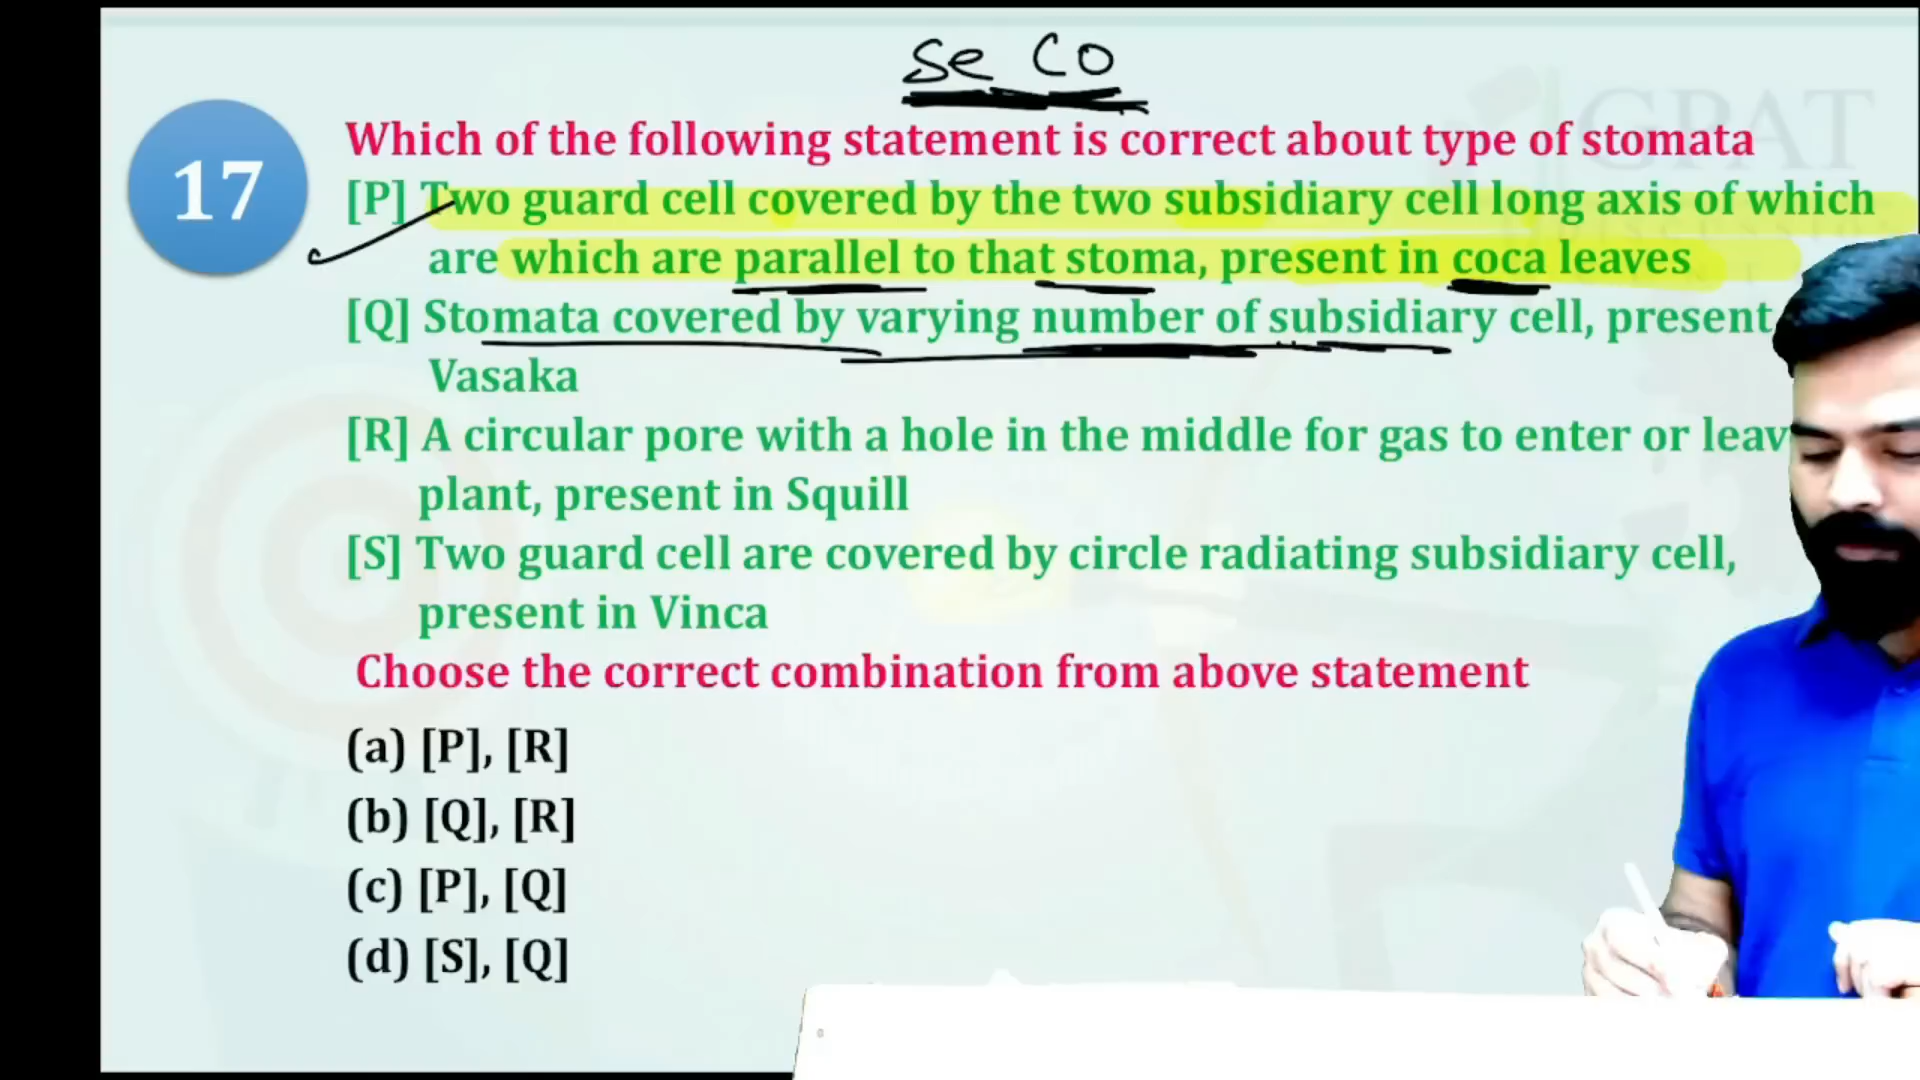 Se Co
17
Which of the following statement is correct about type of stomata
[P] Two guard cell covered by the two subsidiary cell long axis of which
are which are parallel to that stoma, present in coca leaves
[Q] Stomata covered by varying number of subsidiary cell, present
Vasaka
[R] A circular pore with a hole in the middle for gas to enter or leav
plant, present in Squill
[S] Two guard cell are covered by circle radiating subsidiary cell,
present in Vinca
Choose the correct combination from above statement
(a) [P], [R]
(b) [Q], [R]
(c) [P], [Q]
(d) [S], [Q]
GPAT